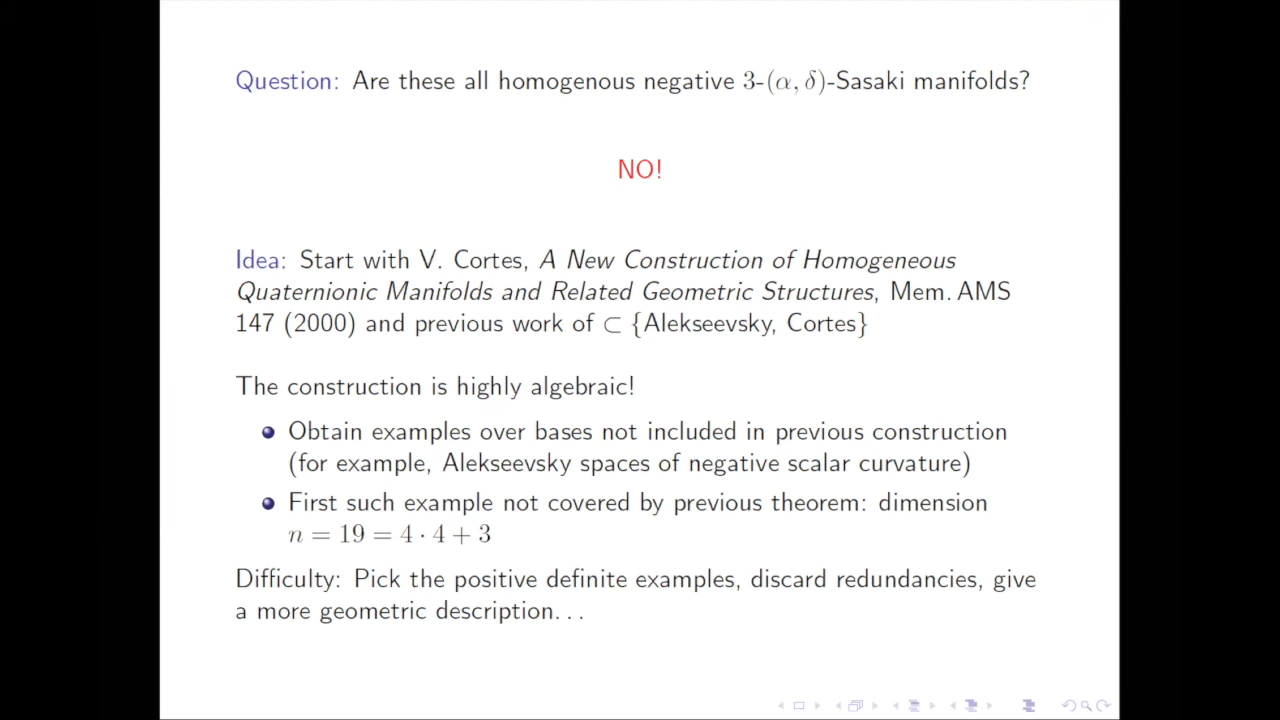 Question: Are these all homogenous negative 3-(α, δ)-Sasaki manifolds?
NO!
Idea: Start with V. Cortes, A New Construction of Homogeneous
Quaternionic Manifolds and Related Geometric Structures, Mem. AMS
147 (2000) and previous work of ⊂ {Alekseevsky, Cortes}
The construction is highly algebraic!
Obtain examples over bases not included in previous construction
(for example, Alekseevsky spaces of negative scalar curvature)
First such example not covered by previous theorem: dimension
n = 19 = 4 · 4 + 3
Difficulty: Pick the positive definite examples, discard redundancies, give
a more geometric description. . .